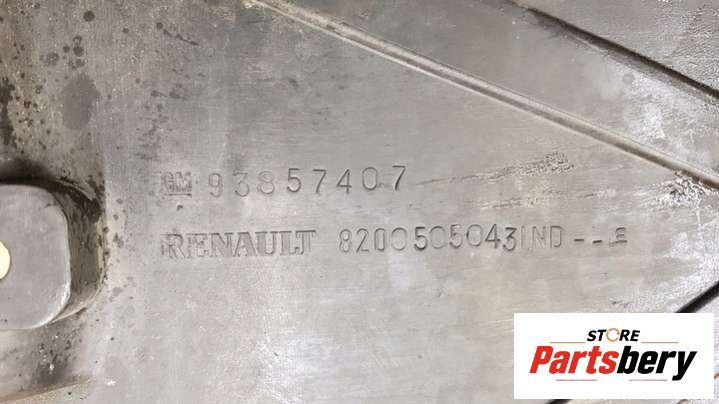 GM 93857407
RENAULT 8200505043IND--E
STORE
Partsbery